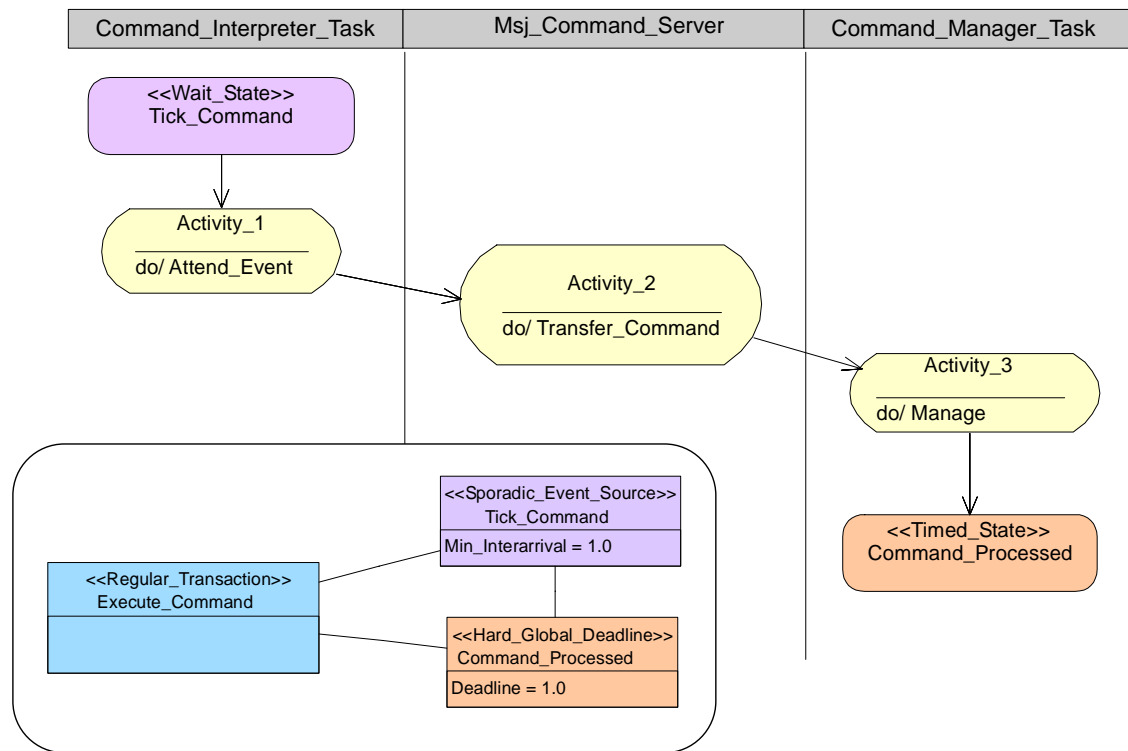 Command_Interpreter_Task
Msj_Command_Server
Command_Manager_Task
<<Wait_State>>
Tick_Command
Activity_1
do/ Attend_Event
Activity_2
do/ Transfer_Command
Activity_3
do/ Manage
<<Timed_State>>
Command_Processed
<<Sporadic_Event_Source>>
Tick_Command
Min_Interarrival = 1.0
<<Regular_Transaction>>
Execute_Command
<<Hard_Global_Deadline>>
Command_Processed
Deadline = 1.0